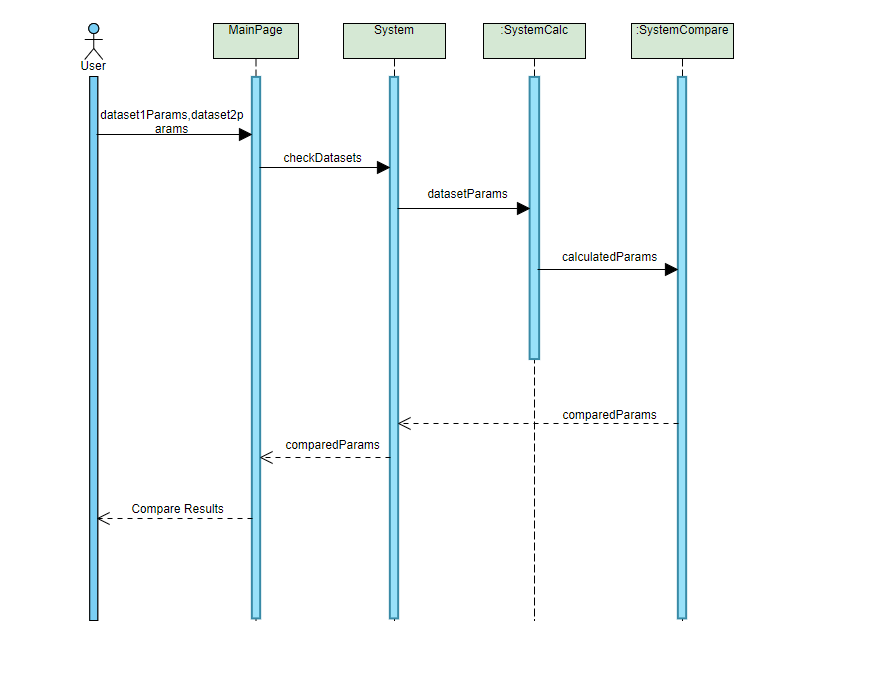 MainPage
System
:SystemCalc
:SystemCompare
User
dataset1Params,dataset2p
arams
checkDatasets
datasetParams
calculatedParams
comparedParams
comparedParams
Compare Results